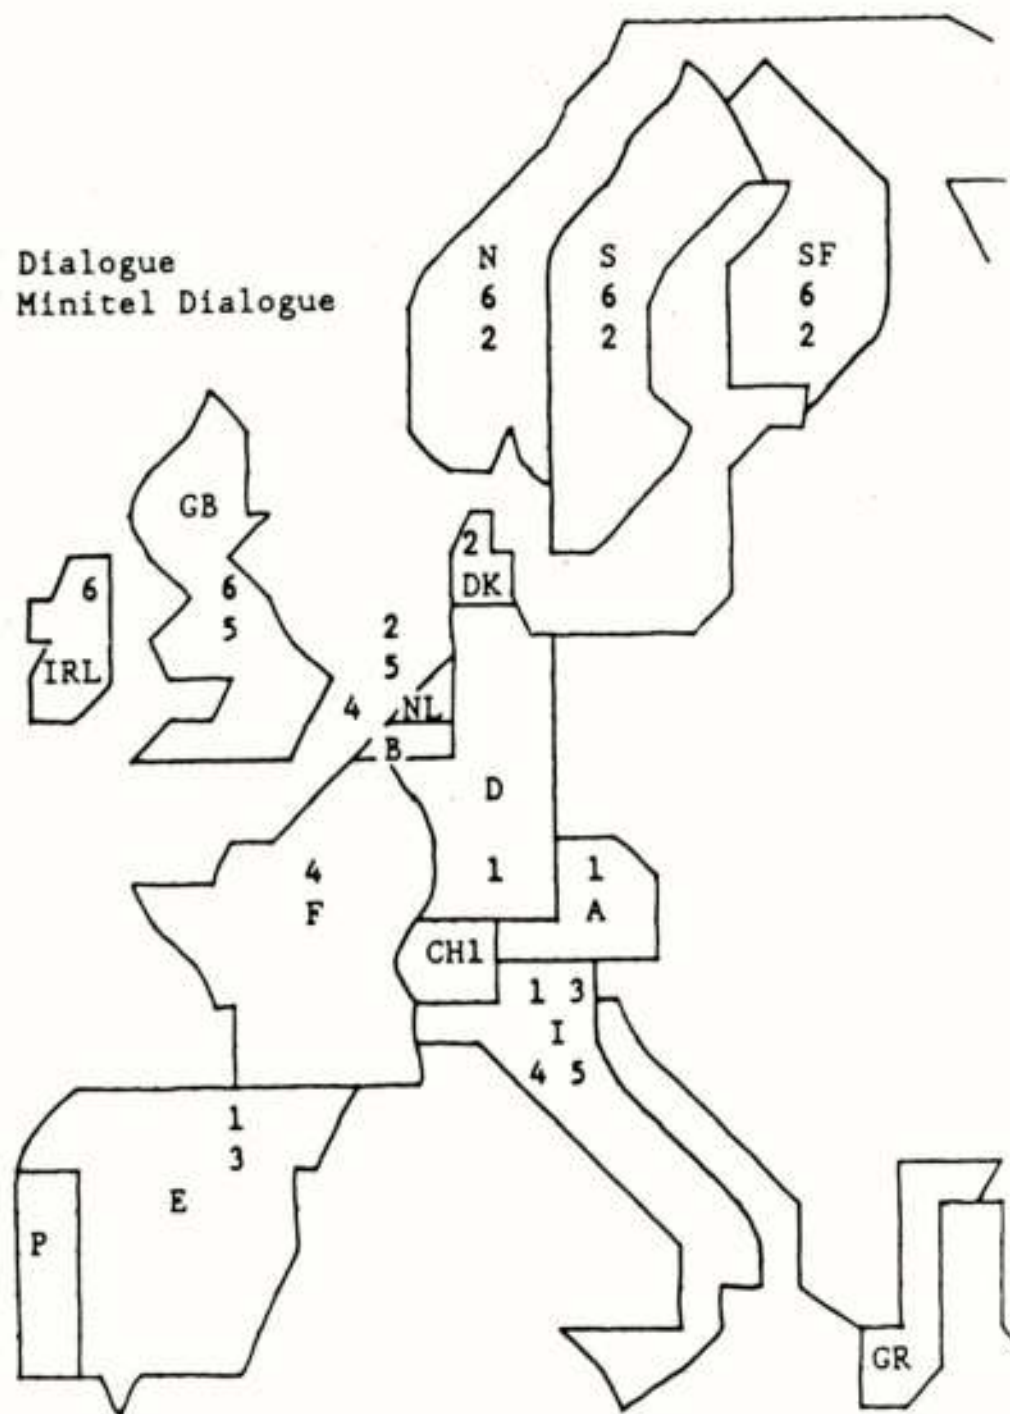 N S SF
Dialogue 6 6 6
Minitel Dialogue 2 2 2
GB
2
6 6 DK
5 2
IRL 5
4 NL
B
D
4 1 1
F A
CH1
1 3
I
4 5
1
3
E
P
GR